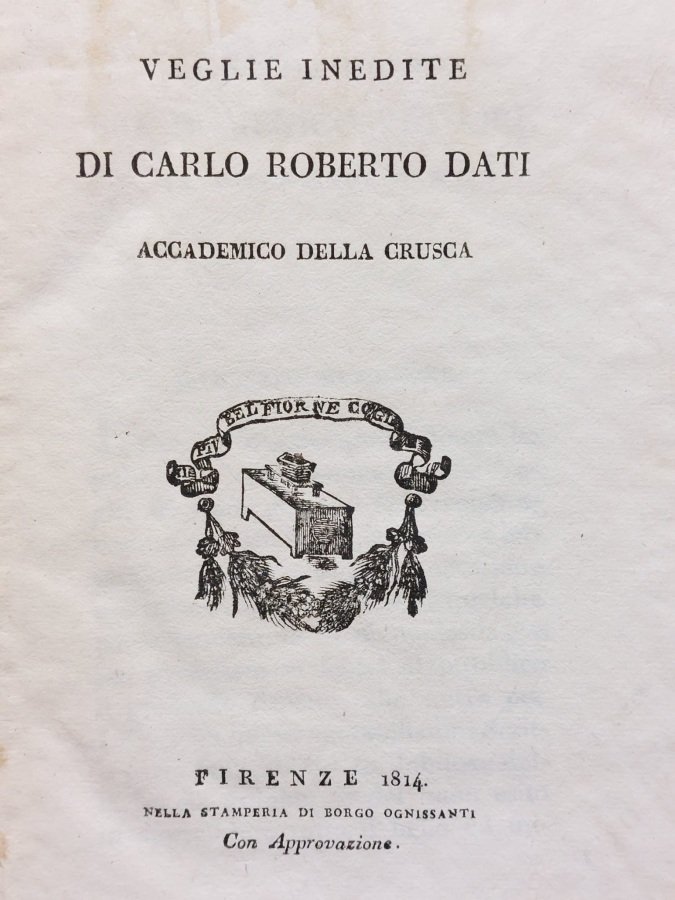 VEGLIE INEDITE
DI CARLO ROBERTO DATI
ACCADEMICO DELLA CRUSCA
IL PIU BEL FIOR NE COGLIE
FIRENZE 1814.
NELLA STAMPERIA DI BORGO OGNISSANTI
Con Approvazione.